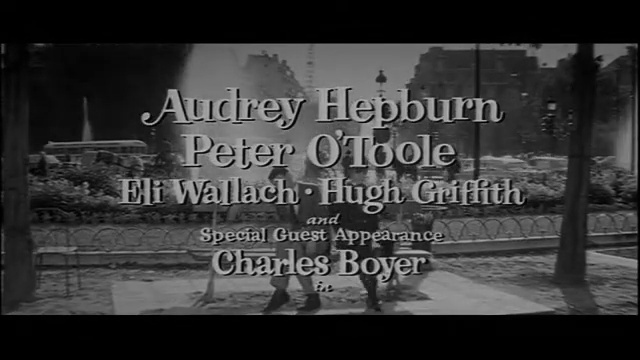 Audrey Hepburn
Peter O'Toole
Eli Wallach · Hugh Griffith
and
Special Guest Appearance
Charles Boyer
in